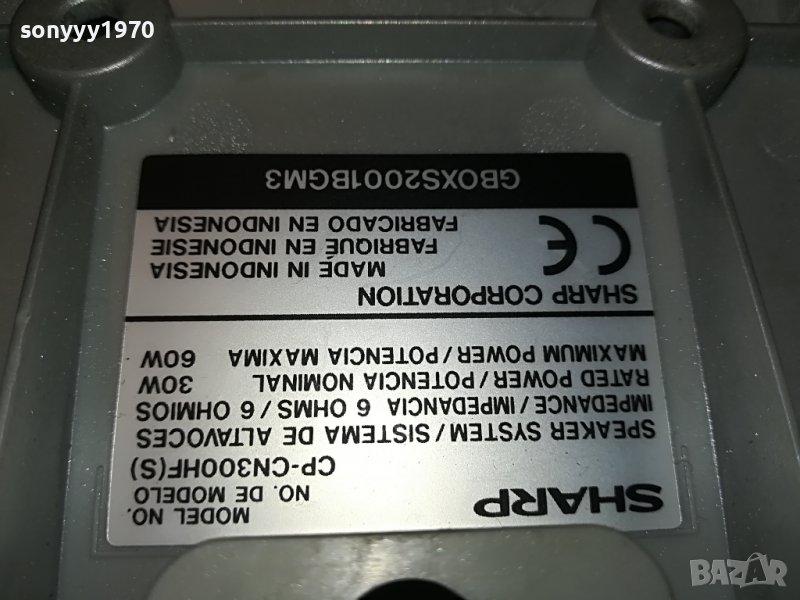 sonyyy1970
SHARP
MODEL NO.
NO. DE MODELO
CP-CN300HF(S)
SPEAKER SYSTEM/SISTEMA DE ALTAVOCES
IMPEDANCE/IMPEDANCIA 6 OHMS/6 OHMIOS
RATED POWER/POTENCIA NOMINAL 30W
MAXIMUM POWER/POTENCIA MAXIMA 60W
SHARP CORPORATION
CE
MADE IN INDONESIA
FABRIQUÉ EN INDONESIE
FABRICADO EN INDONESIA
GBOXS2001BGM3
BAZAR